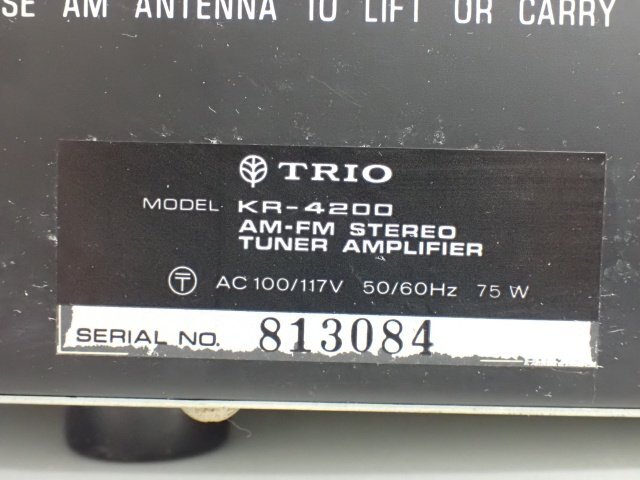 SE AM ANTENNA TO LIFT OR CARRY
TRIO
MODEL KR-4200
AM-FM STEREO
TUNER AMPLIFIER
AC 100/117V 50/60Hz 75 W
SERIAL NO. 813084